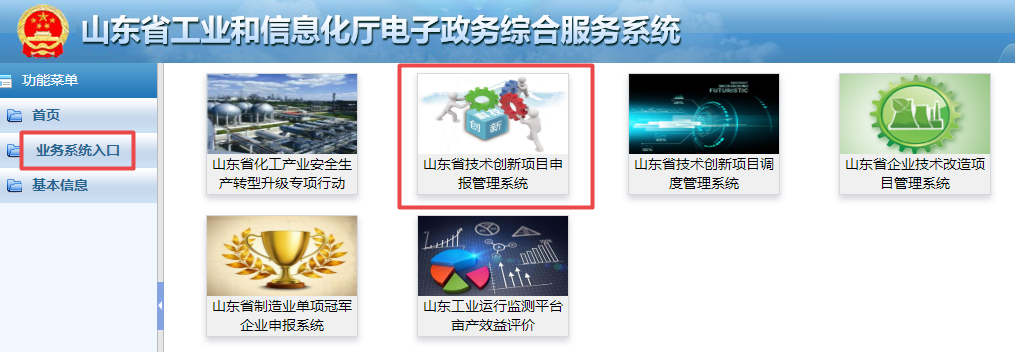 山东省工业和信息化厅电子政务综合服务系统
功能菜单
首页
业务系统入口
基本信息
山东省化工产业安全生
产转型升级专项行动
创新
山东省技术创新项目申
报管理系统
FUTURISTIC
山东省技术创新项目调
度管理系统
山东省企业技术改造项
目管理系统
山东省制造业单项冠军
企业申报系统
山东工业运行监测平台
亩产效益评价